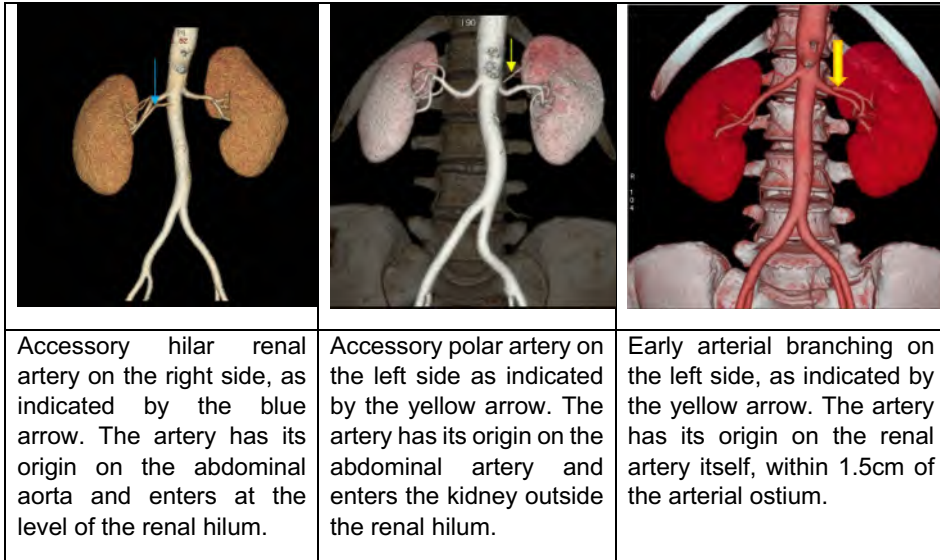 190
R
1
0
4
Accessory hilar renal
artery on the right side, as
indicated by the blue
arrow. The artery has its
origin on the abdominal
aorta and enters at the
level of the renal hilum.
Accessory polar artery on
the left side as indicated
by the yellow arrow. The
artery has its origin on the
abdominal artery and
enters the kidney outside
the renal hilum.
Early arterial branching on
the left side, as indicated by
the yellow arrow. The artery
has its origin on the renal
artery itself, within 1.5cm of
the arterial ostium.